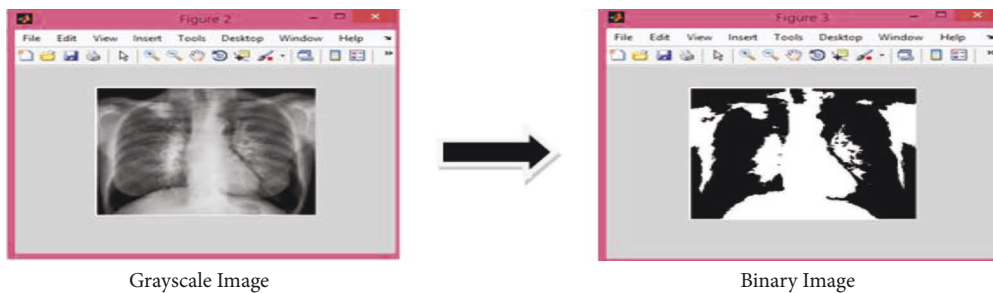 Figure 2
File Edit View Insert Tools Desktop Window Help
Grayscale Image
Figure 3
File Edit View Insert Tools Desktop Window Help
Binary Image